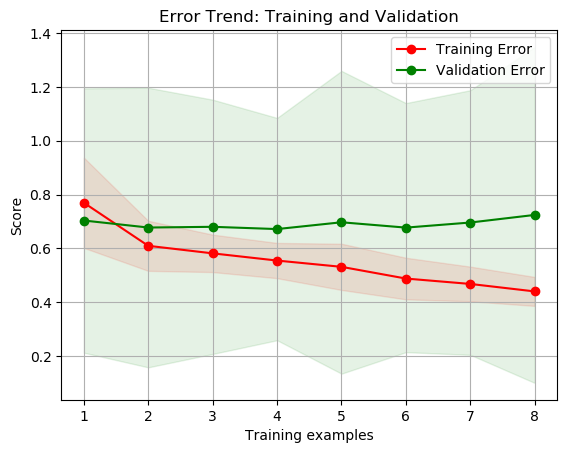 Error Trend: Training and Validation
Training Error
Validation Error
1.4
1.2
1.0
0.8
0.6
0.4
0.2
Score
1 2 3 4 5 6 7 8
Training examples